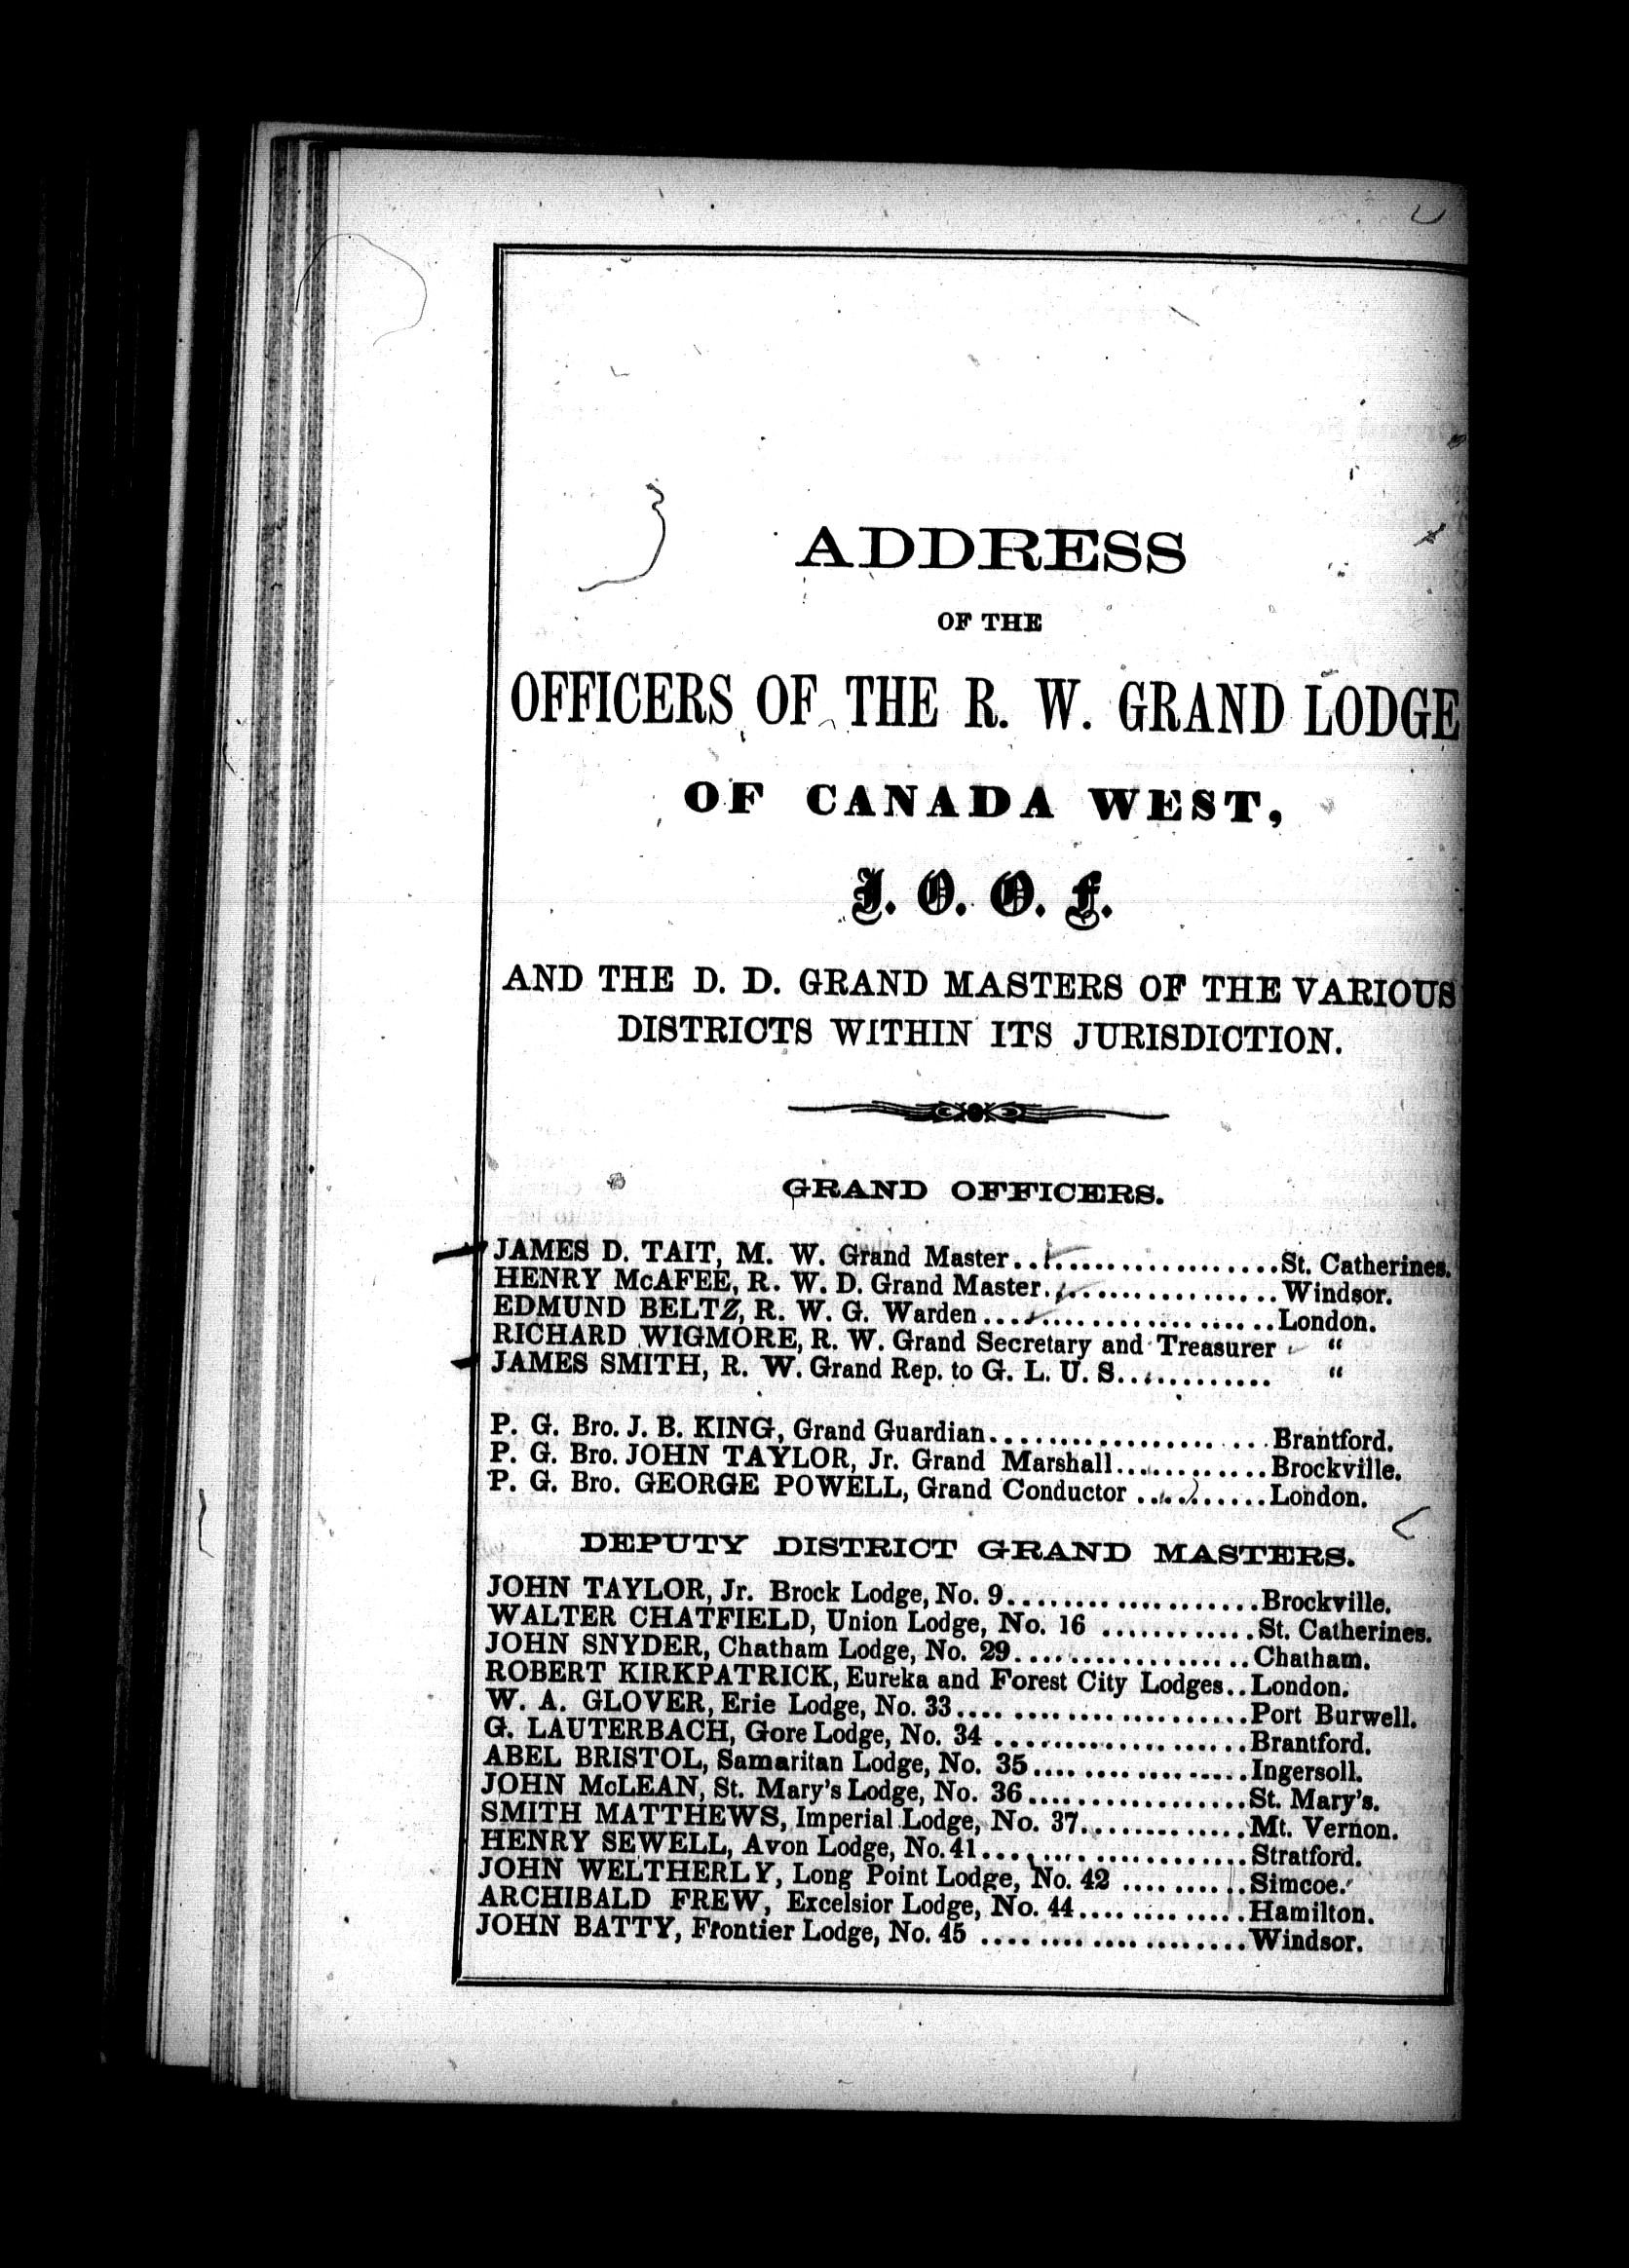 ADDRESS
OF THE
OFFICERS OF THE R. W. GRAND LODGE
OF CANADA WEST,
I. O. O. F.
AND THE D. D. GRAND MASTERS OF THE VARIOUS
DISTRICTS WITHIN ITS JURISDICTION.
GRAND OFFICERS.
JAMES D. TAIT, M. W. Grand Master..................St. Catherines.
HENRY McAFEE, R. W. D. Grand Master................Windsor.
EDMUND BELTZ, R. W. G. Warden....................London.
RICHARD WIGMORE, R. W. Grand Secretary and Treasurer “
JAMES SMITH, R. W. Grand Rep. to G. L. U. S............ “
P. G. Bro. J. B. KING, Grand Guardian...................Brantford.
P. G. Bro. JOHN TAYLOR, Jr. Grand Marshall............Brockville.
P. G. Bro. GEORGE POWELL, Grand Conductor ..........London.
DEPUTY DISTRICT GRAND MASTERS.
JOHN TAYLOR, Jr. Brock Lodge, No. 9..................Brockville.
WALTER CHATFIELD, Union Lodge, No. 16 ............St. Catherines.
JOHN SNYDER, Chatham Lodge, No. 29.................Chatham.
ROBERT KIRKPATRICK, Eureka and Forest City Lodges..London.
W. A. GLOVER, Erie Lodge, No. 33....................Port Burwell.
G. LAUTERBACH, Gore Lodge, No. 34 ..................Brantford.
ABEL BRISTOL, Samaritan Lodge, No. 35...............Ingersoll.
JOHN McLEAN, St. Mary's Lodge, No. 36................St. Mary's.
SMITH MATTHEWS, Imperial Lodge, No. 37.............Mt. Vernon.
HENRY SEWELL, Avon Lodge, No. 41....................Stratford.
JOHN WELTHERLY, Long Point Lodge, No. 42 ..........Simcoe.
ARCHIBALD FREW, Excelsior Lodge, No. 44.............Hamilton.
JOHN BATTY, Frontier Lodge, No. 45 ....................Windsor.